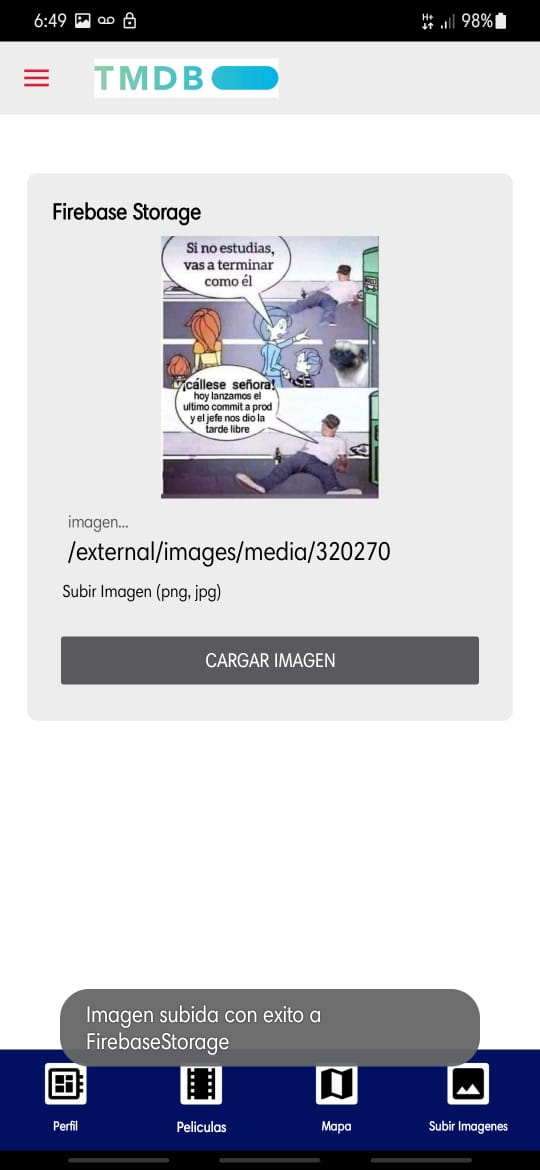 6:49
98%
TMDB
Firebase Storage
Si no estudias,
vas a terminar
como él
¡cállese señora!
hoy lanzamos el
ultimo commit a prod
y el jefe nos dio la
tarde libre
imagen...
/external/images/media/320270
Subir Imagen (png, jpg)
CARGAR IMAGEN
Imagen subida con exito a
FirebaseStorage
Perfil
Peliculas
Mapa
Subir Imagenes